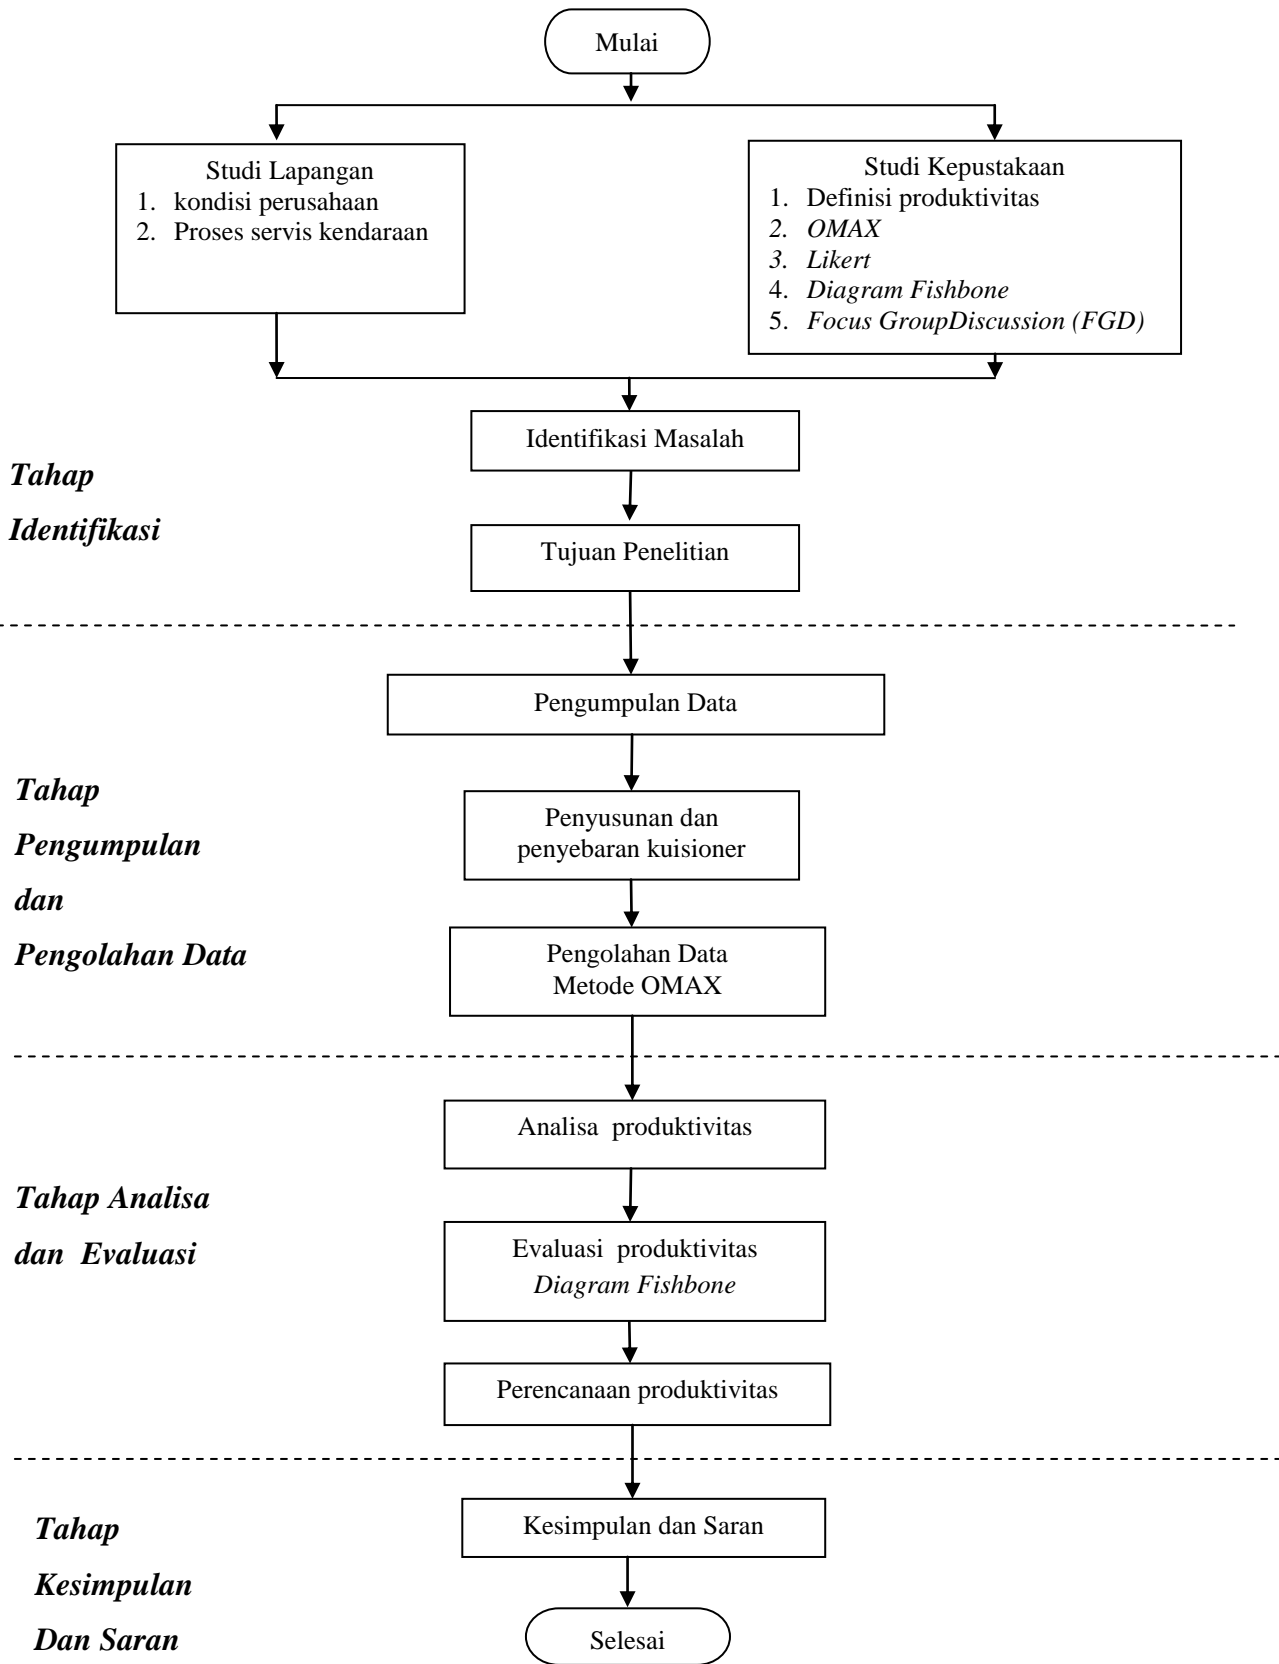 Mulai
Studi Lapangan
1. kondisi perusahaan
2. Proses servis kendaraan
Studi Kepustakaan
1. Definisi produktivitas
2. OMAX
3. Likert
4. Diagram Fishbone
5. Focus GroupDiscussion (FGD)
Identifikasi Masalah
Tahap
Identifikasi
Tujuan Penelitian
Pengumpulan Data
Tahap
Pengumpulan
dan
Pengolahan Data
Penyusunan dan
penyebaran kuisioner
Pengolahan Data
Metode OMAX
Analisa produktivitas
Tahap Analisa
dan Evaluasi
Evaluasi produktivitas
Diagram Fishbone
Perencanaan produktivitas
Tahap
Kesimpulan
Dan Saran
Kesimpulan dan Saran
Selesai